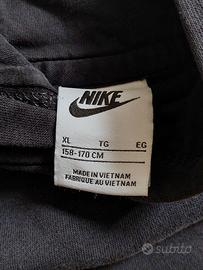 NIKE
XL TG EG
158-170 CM
MADE IN VIETNAM
FABRIQUÉ AU VIETNAM
subito